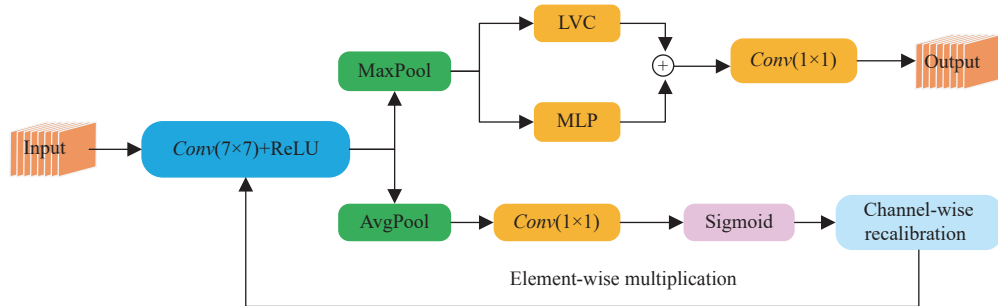 LVC
MaxPool
Conv(1×1)
Output
MLP
Input
Conv(7×7)+ReLU
AvgPool
Conv(1×1)
Sigmoid
Channel-wise
recalibration
Element-wise multiplication